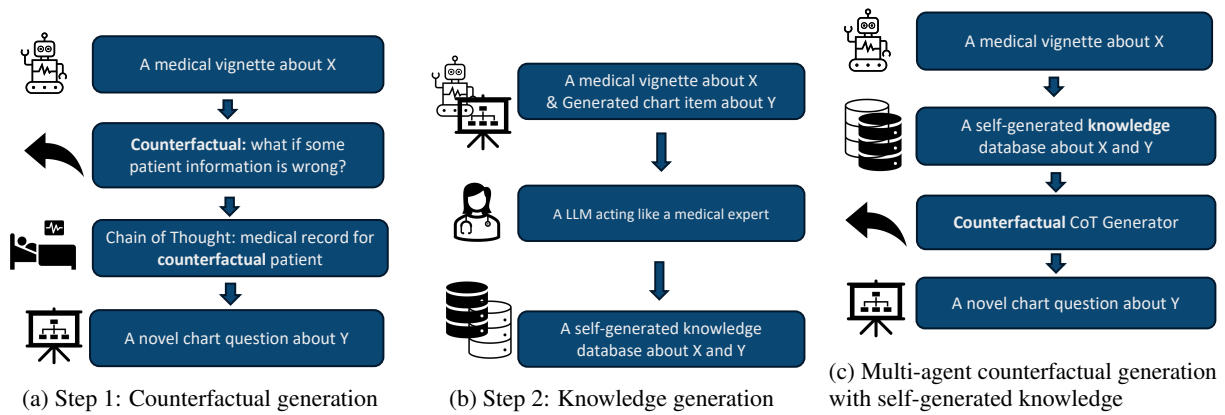 A medical vignette about X
Counterfactual: what if some
patient information is wrong?
Chain of Thought: medical record for
counterfactual patient
A novel chart question about Y
(a) Step 1: Counterfactual generation
A medical vignette about X
& Generated chart item about Y
A LLM acting like a medical expert
A self-generated knowledge
database about X and Y
(b) Step 2: Knowledge generation
A medical vignette about X
A self-generated knowledge
database about X and Y
Counterfactual CoT Generator
A novel chart question about Y
(c) Multi-agent counterfactual generation
with self-generated knowledge